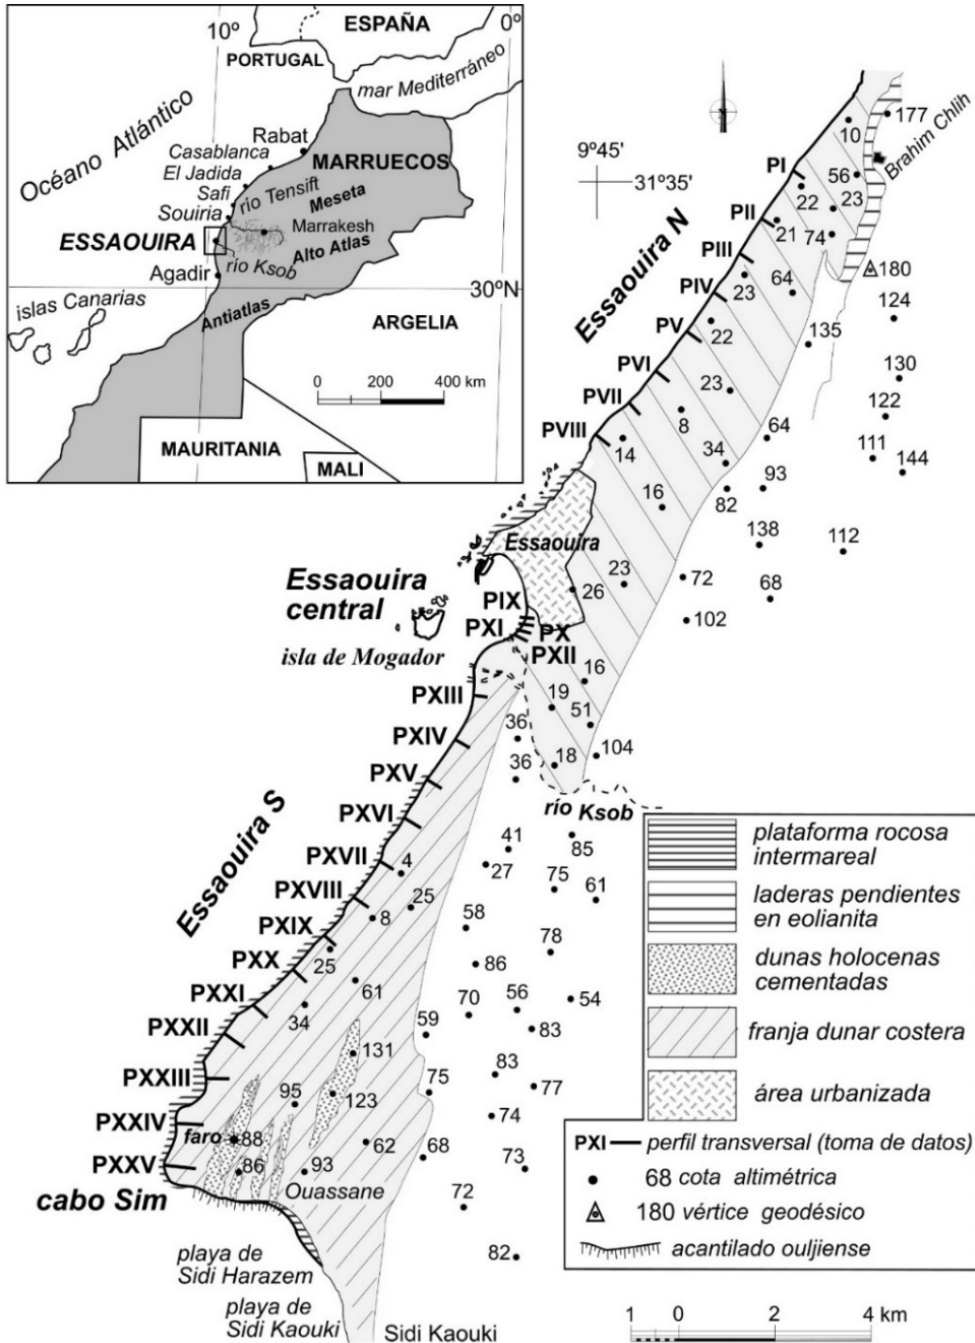 10º
0º
ESPAÑA
PORTUGAL
mar Mediterráneo
Océano Atlántico
Rabat
Casablanca
MARRUECOS
El Jadida
Safi
río Tensift
Meseta
Souiria
Marrakesh
ESSAOUIRA
Alto Atlas
río Ksob
Agadir
30ºN
islas Canarias
Antiatlas
ARGELIA
0 200 400 km
MAURITANIA
MALI
9º45'
31º35'
N
177
10
Brahim Chlih
PI
56
22
23
PII
21
74
Essaouira N
PIII
180
23
64
PIV
124
22
PV
135
PVI
130
23
PVII
122
8
64
PVIII
14
111
34
144
93
82
16
138
112
Essaouira
Essaouira
central
23
72
26
68
PIX
102
PXI
PX
PXII
isla de Mogador
16
PXIII
19
51
36
PXIV
104
18
36
PXV
río Ksob
PXVI
41
85
PXVII
27
4
75
61
PXVIII
25
Essaouira S
8
58
PXIX
78
25
PXX
86
61
54
PXXI
34
70
56
PXXII
59
83
131
PXXIII
83
75
77
95
123
PXXIV
74
faro
88
62
68
PXXV
86
93
73
cabo Sim
Ouassane
72
playa de
Sidi Harazem
82
playa de
Sidi Kaouki
Sidi Kaouki
plataforma rocosa
intermareal
laderas pendientes
en eolianita
dunas holocenas
cementadas
franja dunar costera
área urbanizada
PXI perfil transversal (toma de datos)
68 cota altimétrica
180 vértice geodésico
acantilado ouljiense
1 0 2 4 km